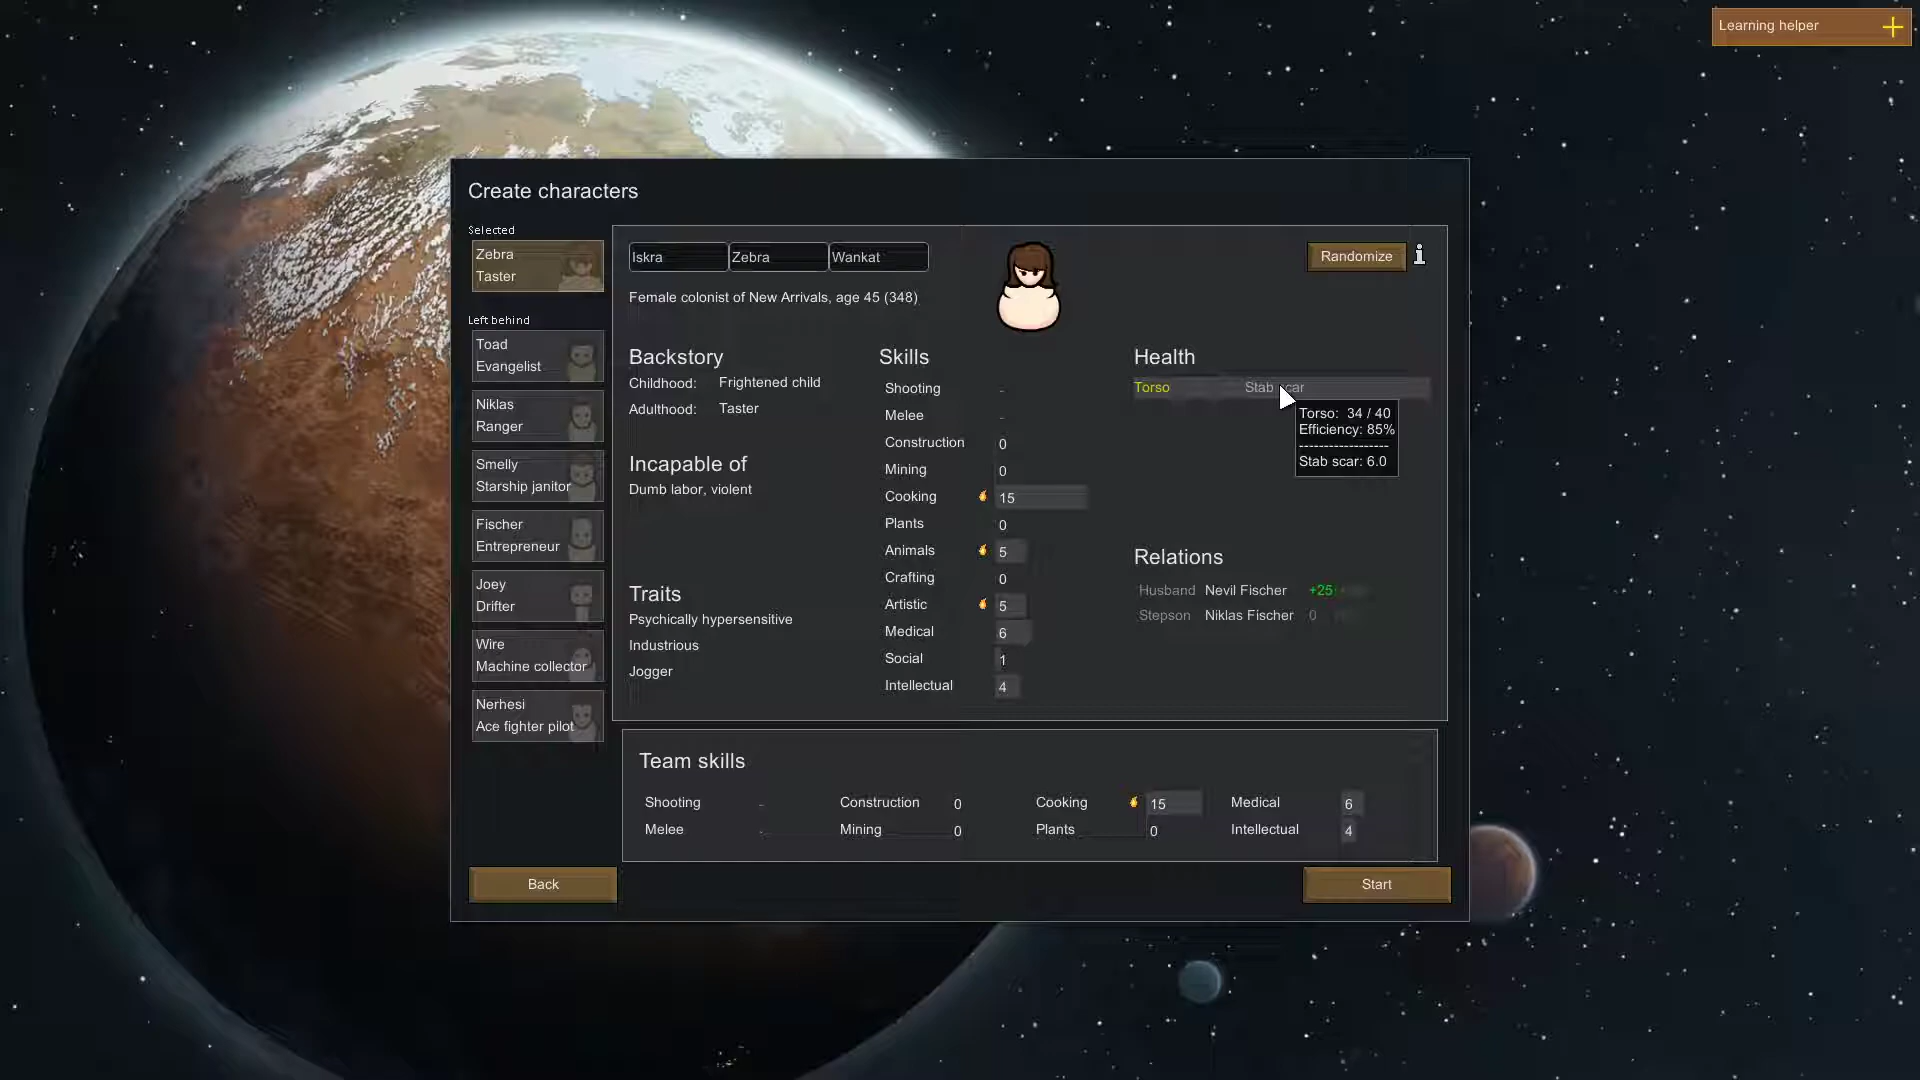 Learning helper
Create characters
Selected
Zebra
Taster
Left behind
Toad
Evangelist
Niklas
Ranger
Smelly
Starship janitor
Fischer
Entrepreneur
Joey
Drifter
Wire
Machine collector
Nerhesi
Ace fighter pilot
Iskra Zebra Wankat
Randomize
Female colonist of New Arrivals, age 45 (348)
Backstory
Childhood: Frightened child
Adulthood: Taster
Incapable of
Dumb labor, violent
Traits
Psychically hypersensitive
Industrious
Jogger
Skills
Shooting -
Melee -
Construction 0
Mining 0
Cooking 15
Plants 0
Animals 5
Crafting 0
Artistic 5
Medical 6
Social 1
Intellectual 4
Health
Torso Stab scar
Torso: 34 / 40
Efficiency: 85%
------------------
Stab scar: 6.0
Relations
Husband Nevil Fischer +25
Stepson Niklas Fischer 0
Team skills
Shooting - Construction 0 Cooking 15 Medical 6
Melee - Mining 0 Plants 0 Intellectual 4
Back
Start